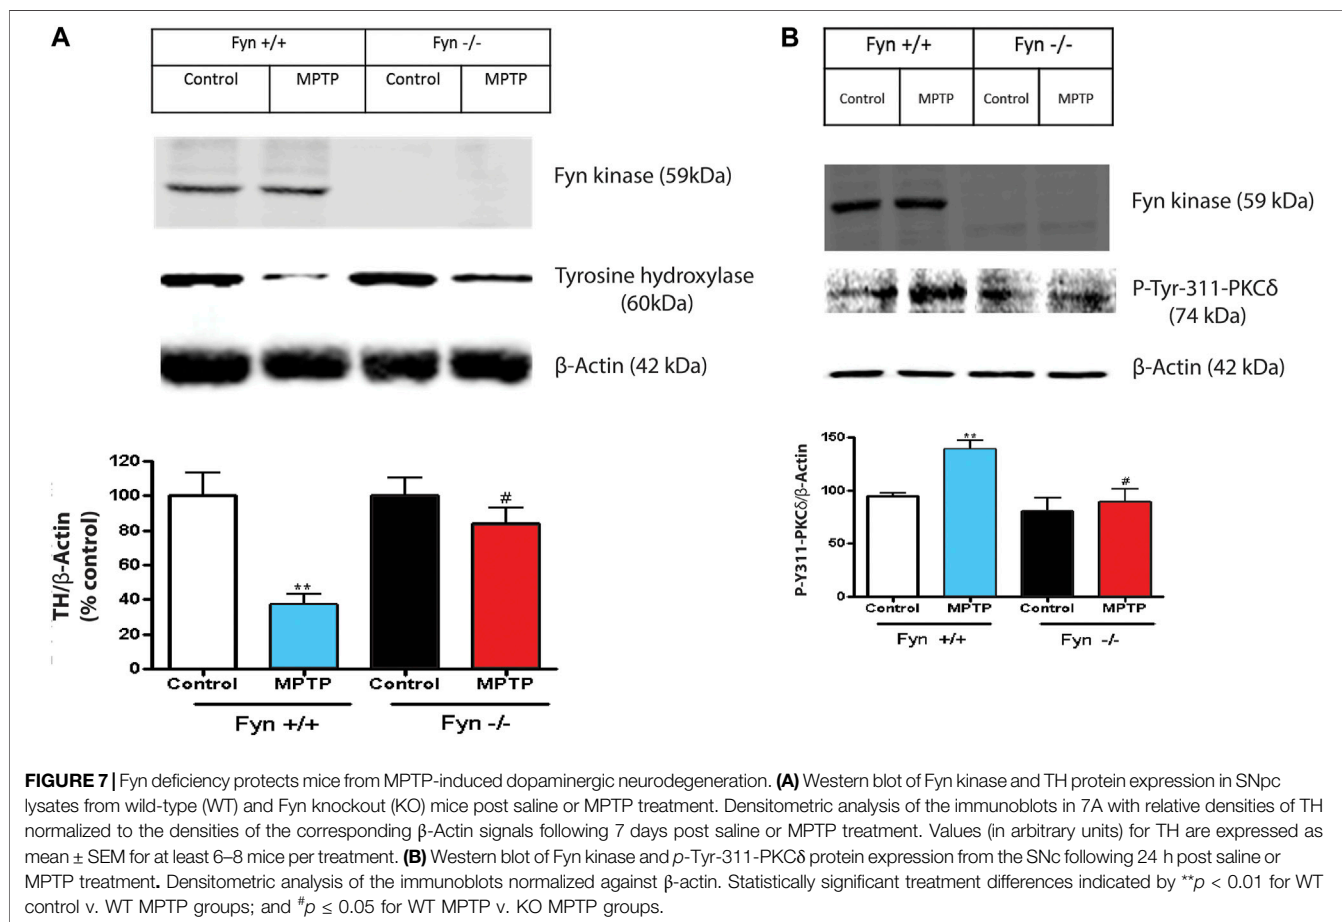 A
Fyn +/+ Fyn -/-
Control MPTP Control MPTP
Fyn kinase (59kDa)
Tyrosine hydroxylase
(60kDa)
β-Actin (42 kDa)
TH/β-Actin
(% control)
120
100
80
60
40
20
0
**
#
Control MPTP Control MPTP
Fyn +/+ Fyn -/-
B
Fyn +/+ Fyn -/-
Control MPTP Control MPTP
Fyn kinase (59 kDa)
P-Tyr-311-PKCδ
(74 kDa)
β-Actin (42 kDa)
P-Y311-PKCδ/β-Actin
150
100
50
0
**
#
Control MPTP Control MPTP
Fyn +/+ Fyn -/-
FIGURE 7 | Fyn deficiency protects mice from MPTP-induced dopaminergic neurodegeneration. (A) Western blot of Fyn kinase and TH protein expression in SNpc
lysates from wild-type (WT) and Fyn knockout (KO) mice post saline or MPTP treatment. Densitometric analysis of the immunoblots in 7A with relative densities of TH
normalized to the densities of the corresponding β-Actin signals following 7 days post saline or MPTP treatment. Values (in arbitrary units) for TH are expressed as
mean ± SEM for at least 6–8 mice per treatment. (B) Western blot of Fyn kinase and p-Tyr-311-PKCδ protein expression from the SNc following 24 h post saline or
MPTP treatment. Densitometric analysis of the immunoblots normalized against β-actin. Statistically significant treatment differences indicated by **p < 0.01 for WT
control v. WT MPTP groups; and #p ≤ 0.05 for WT MPTP v. KO MPTP groups.